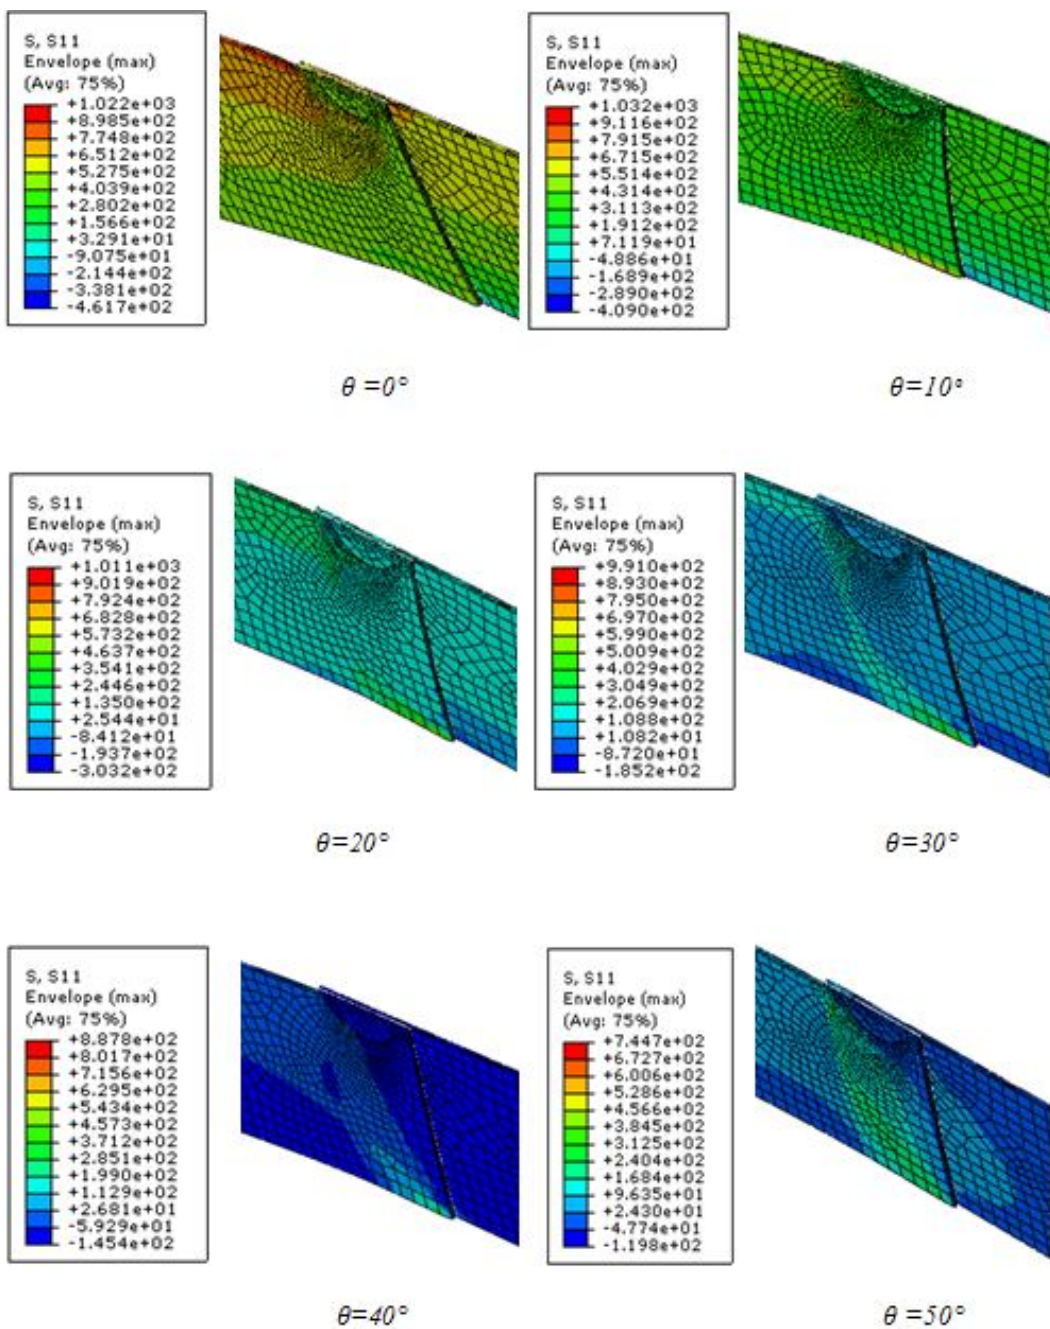 S, S11
Envelope (max)
(Avg: 75%)
+1.022e+03
+8.985e+02
+7.748e+02
+6.512e+02
+5.275e+02
+4.039e+02
+2.802e+02
+1.566e+02
+3.291e+01
-9.075e+01
-2.144e+02
-3.381e+02
-4.617e+02
θ =0°
S, S11
Envelope (max)
(Avg: 75%)
+1.032e+03
+9.116e+02
+7.915e+02
+6.715e+02
+5.514e+02
+4.314e+02
+3.113e+02
+1.912e+02
+7.119e+01
-4.886e+01
-1.689e+02
-2.890e+02
-4.090e+02
θ=10°
S, S11
Envelope (max)
(Avg: 75%)
+1.011e+03
+9.019e+02
+7.924e+02
+6.828e+02
+5.732e+02
+4.637e+02
+3.541e+02
+2.446e+02
+1.350e+02
+2.544e+01
-8.412e+01
-1.937e+02
-3.032e+02
θ=20°
S, S11
Envelope (max)
(Avg: 75%)
+9.910e+02
+8.930e+02
+7.950e+02
+6.970e+02
+5.990e+02
+5.009e+02
+4.029e+02
+3.049e+02
+2.069e+02
+1.088e+02
+1.082e+01
-8.720e+01
-1.852e+02
θ=30°
S, S11
Envelope (max)
(Avg: 75%)
+8.878e+02
+8.017e+02
+7.156e+02
+6.295e+02
+5.434e+02
+4.573e+02
+3.712e+02
+2.851e+02
+1.990e+02
+1.129e+02
+2.681e+01
-5.929e+01
-1.454e+02
θ=40°
S, S11
Envelope (max)
(Avg: 75%)
+7.447e+02
+6.727e+02
+6.006e+02
+5.286e+02
+4.566e+02
+3.845e+02
+3.125e+02
+2.404e+02
+1.684e+02
+9.635e+01
+2.430e+01
-4.774e+01
-1.198e+02
θ =50°